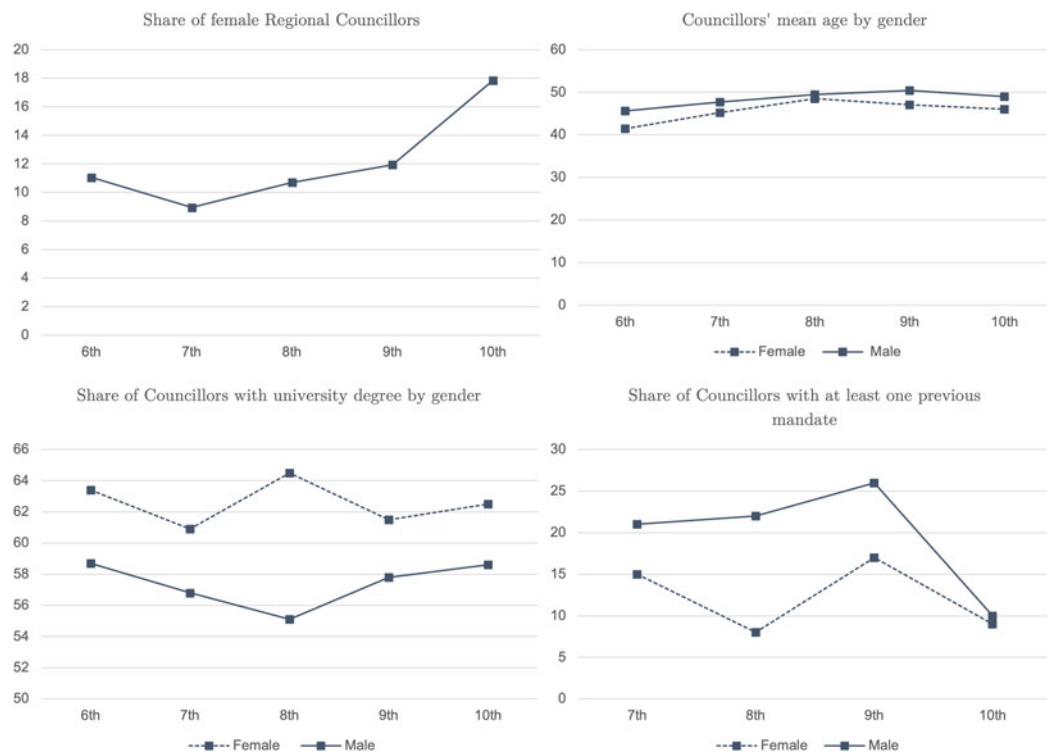 Share of female Regional Councillors
20
18
16
14
12
10
8
6
4
2
0
6th 7th 8th 9th 10th
Councillors' mean age by gender
60
50
40
30
20
10
0
6th 7th 8th 9th 10th
Female Male
Share of Councillors with university degree by gender
66
64
62
60
58
56
54
52
50
6th 7th 8th 9th 10th
Female Male
Share of Councillors with at least one previous
mandate
30
25
20
15
10
5
0
7th 8th 9th 10th
Female Male